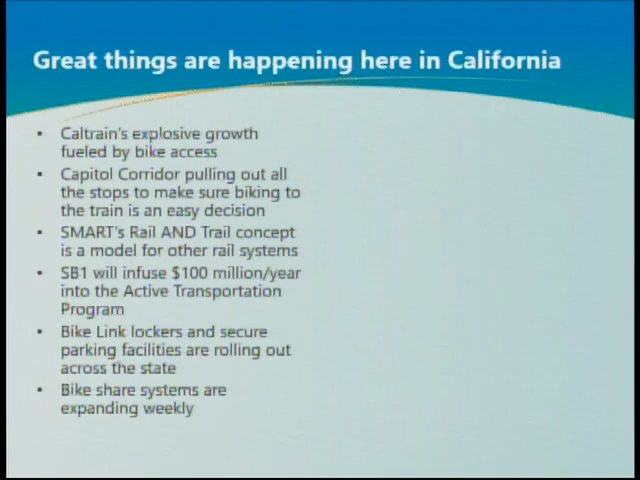 Great things are happening here in California
• Caltrain's explosive growth
fueled by bike access
• Capitol Corridor pulling out all
the stops to make sure biking to
the train is an easy decision
• SMART's Rail AND Trail concept
is a model for other rail systems
• SB1 will infuse $100 million/year
into the Active Transportation
Program
• Bike Link lockers and secure
parking facilities are rolling out
across the state
• Bike share systems are
expanding weekly